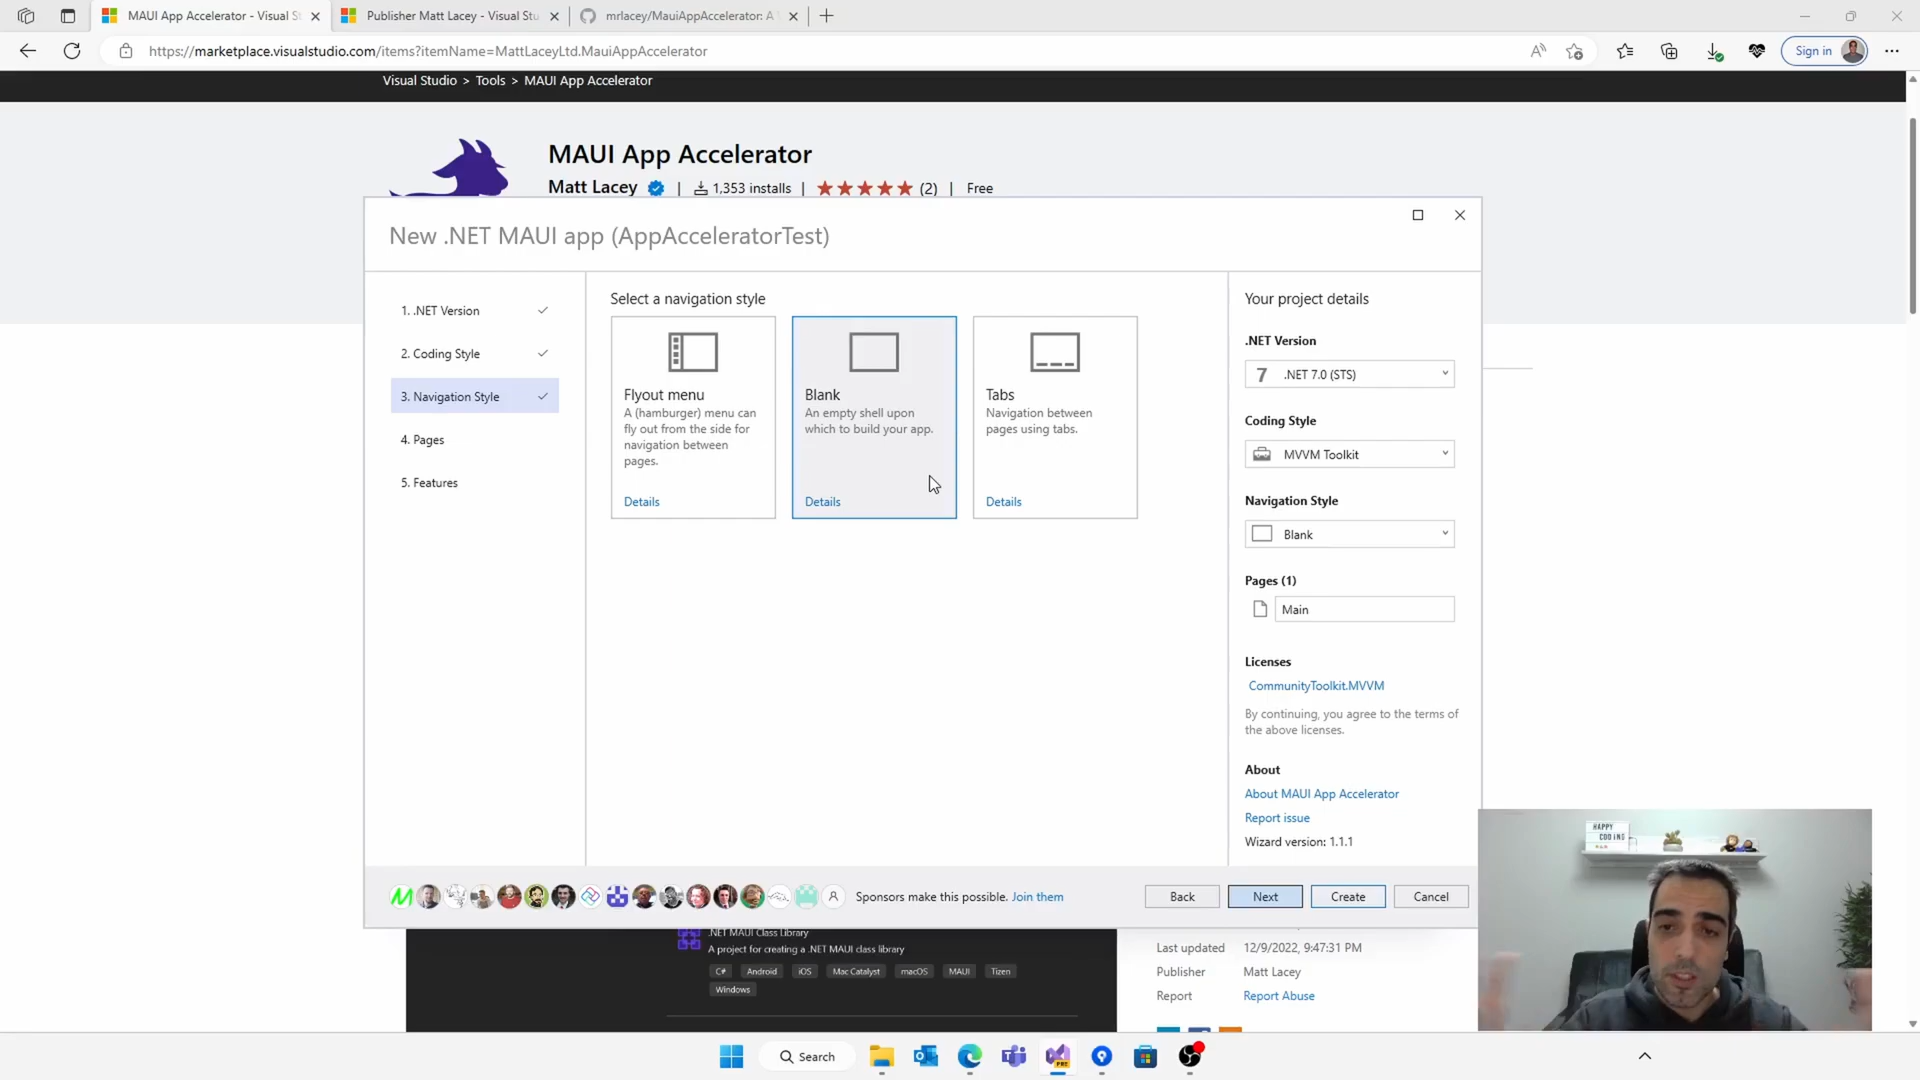 MAUI App Accelerator - Visual S
Publisher Matt Lacey - Visual Stu
mrlacey/MauiAppAccelerator: A
https://marketplace.visualstudio.com/items?itemName=MattLaceyLtd.MauiAppAccelerator
Sign in
Visual Studio > Tools > MAUI App Accelerator
MAUI App Accelerator
Matt Lacey | 1,353 installs | (2) | Free
New .NET MAUI app (AppAcceleratorTest)
1. .NET Version
2. Coding Style
3. Navigation Style
4. Pages
5. Features
Select a navigation style
Flyout menu
A (hamburger) menu can
fly out from the side for
navigation between
pages.
Details
Blank
An empty shell upon
which to build your app.
Details
Tabs
Navigation between
pages using tabs.
Details
Your project details
.NET Version
7 .NET 7.0 (STS)
Coding Style
MVVM Toolkit
Navigation Style
Blank
Pages (1)
Main
Licenses
CommunityToolkit.MVVM
By continuing, you agree to the terms of
the above licenses.
About
About MAUI App Accelerator
Report issue
Wizard version: 1.1.1
Sponsors make this possible. Join them
Back
Next
Create
Cancel
.NET MAUI Class Library
A project for creating a .NET MAUI class library
C# Android iOS Mac Catalyst macOS MAUI Tizen
Windows
Last updated 12/9/2022, 9:47:31 PM
Publisher Matt Lacey
Report Report Abuse
HAPPY
CODING
Search
PRE